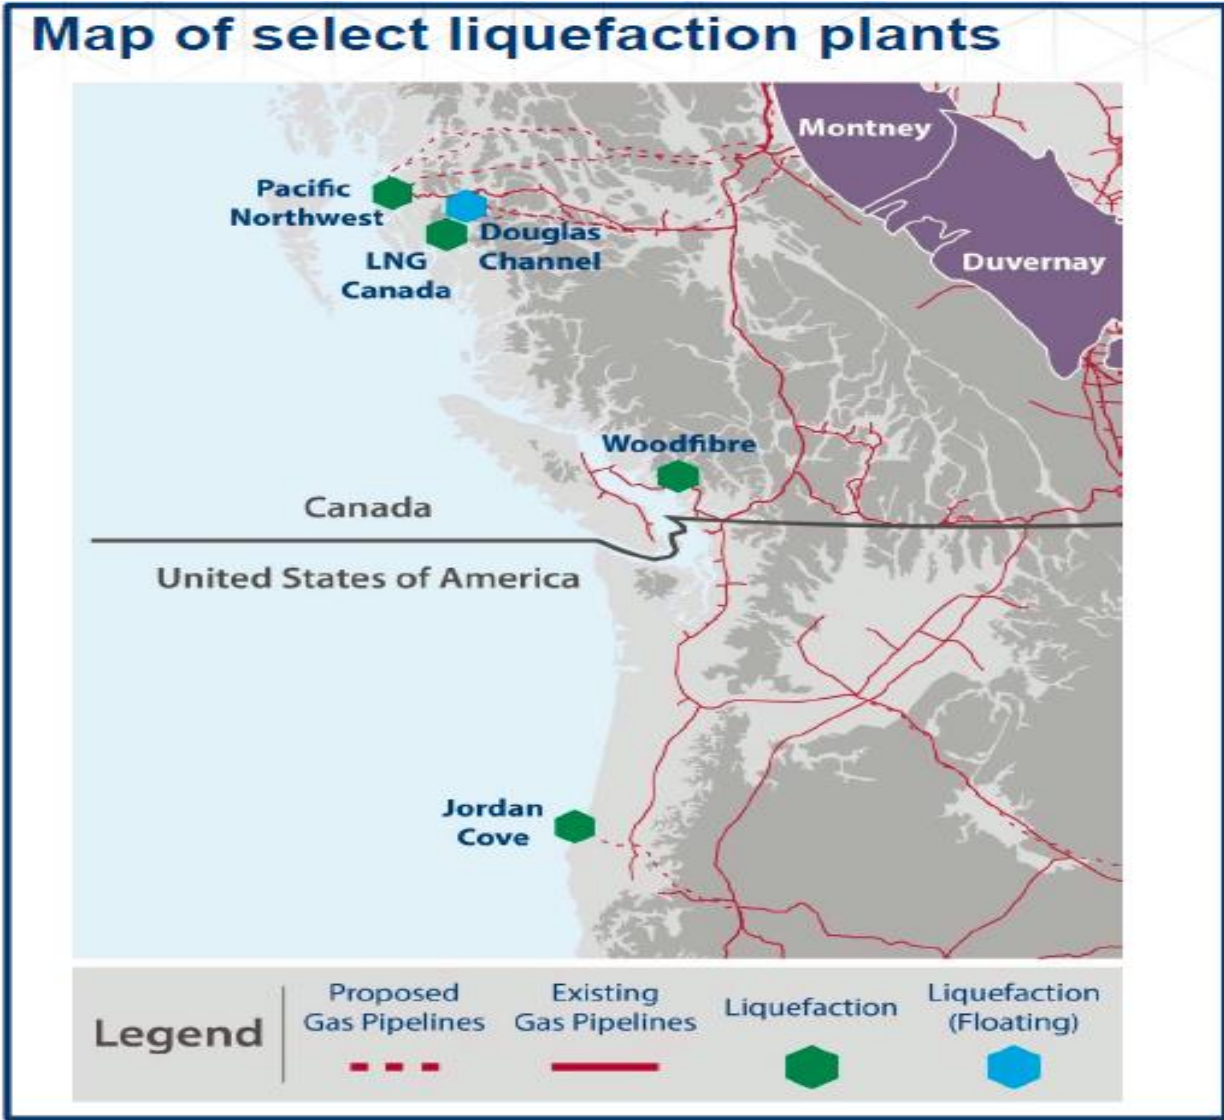 Map of select liquefaction plants
Montney
Pacific
Northwest
Douglas
Channel
LNG
Canada
Duvernay
Woodfibre
Canada
United States of America
Jordan
Cove
Legend
Proposed
Gas Pipelines
Existing
Gas Pipelines
Liquefaction
Liquefaction
(Floating)